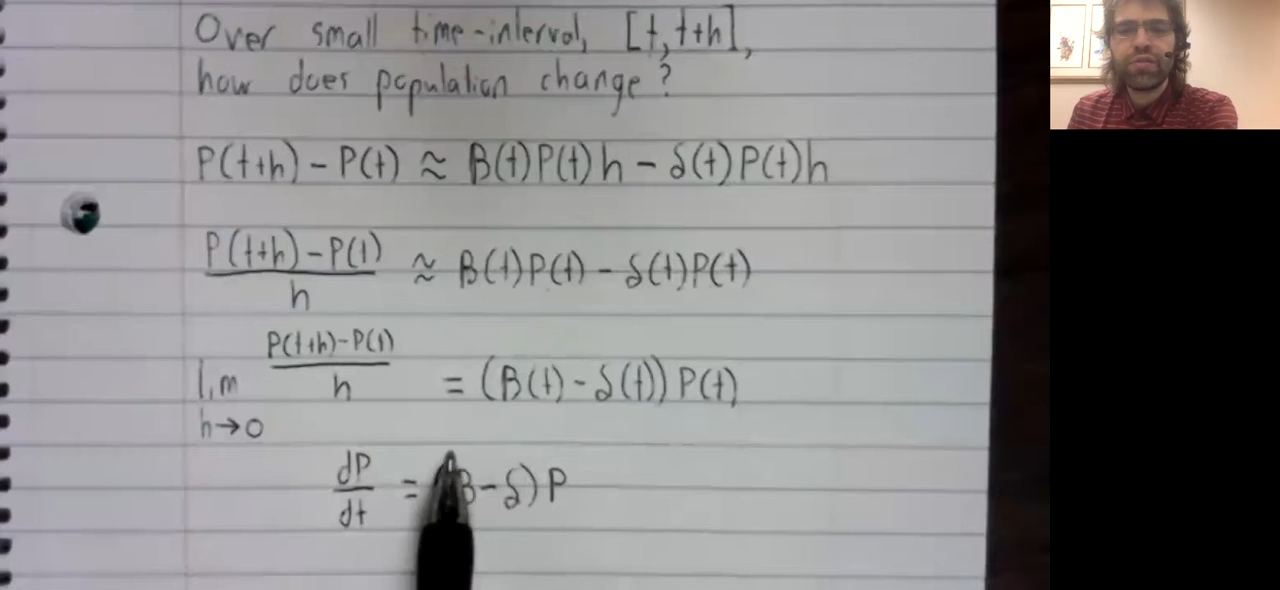 Over small time-interval, [t, t+h],
how does population change?
P(t+h) - P(t) ≈ β(t)P(t)h - δ(t)P(t)h
P(t+h) - P(t) / h ≈ β(t)P(t) - δ(t)P(t)
lim h→0 P(t+h) - P(t) / h = (β(t) - δ(t)) P(t)
dP/dt = (β - δ) P